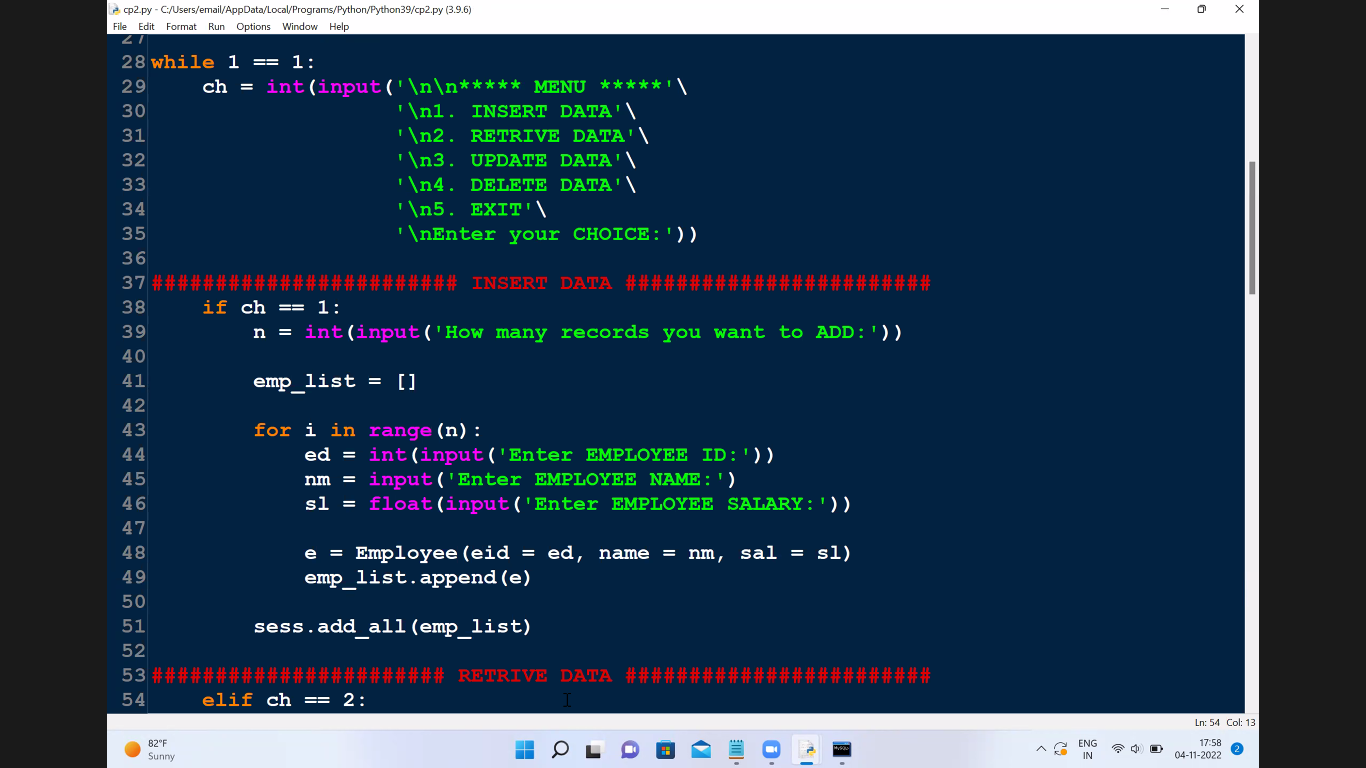 cp2.py - C:/Users/email/AppData/Local/Programs/Python/Python39/cp2.py (3.9.6)
File Edit Format Run Options Window Help
27
28 while 1 == 1:
29     ch = int(input('\n\n***** MENU *****'\
30                    '\n1. INSERT DATA'\
31                    '\n2. RETRIVE DATA'\
32                    '\n3. UPDATE DATA'\
33                    '\n4. DELETE DATA'\
34                    '\n5. EXIT'\
35                    '\nEnter your CHOICE:'))
36
37 ######################## INSERT DATA ########################
38     if ch == 1:
39         n = int(input('How many records you want to ADD:'))
40
41         emp_list = []
42
43         for i in range(n):
44             ed = int(input('Enter EMPLOYEE ID:'))
45             nm = input('Enter EMPLOYEE NAME:')
46             sl = float(input('Enter EMPLOYEE SALARY:'))
47
48             e = Employee(eid = ed, name = nm, sal = sl)
49             emp_list.append(e)
50
51         sess.add_all(emp_list)
52
53 ####################### RETRIVE DATA ########################
54     elif ch == 2:
Ln: 54 Col: 13
82°F
Sunny
ENG
IN
17:58
04-11-2022
2